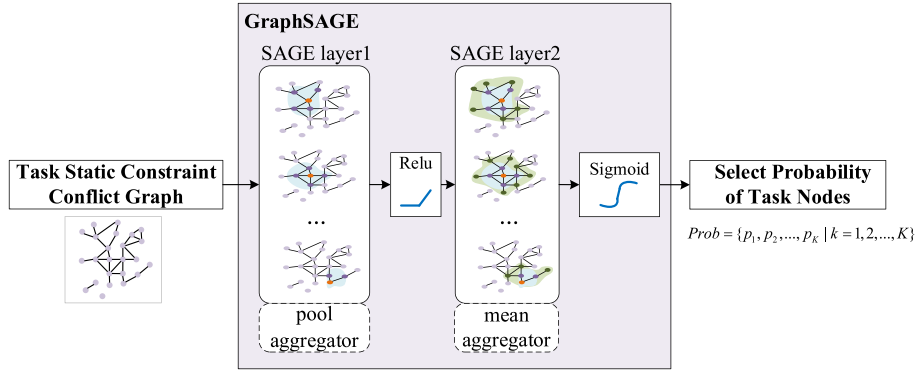 GraphSAGE
SAGE layer1
SAGE layer2
Task Static Constraint
Conflict Graph
Relu
Sigmoid
Select Probability
of Task Nodes
Prob = {p₁, p₂, ..., p_K | k = 1, 2, ..., K}
...
...
pool
aggregator
mean
aggregator